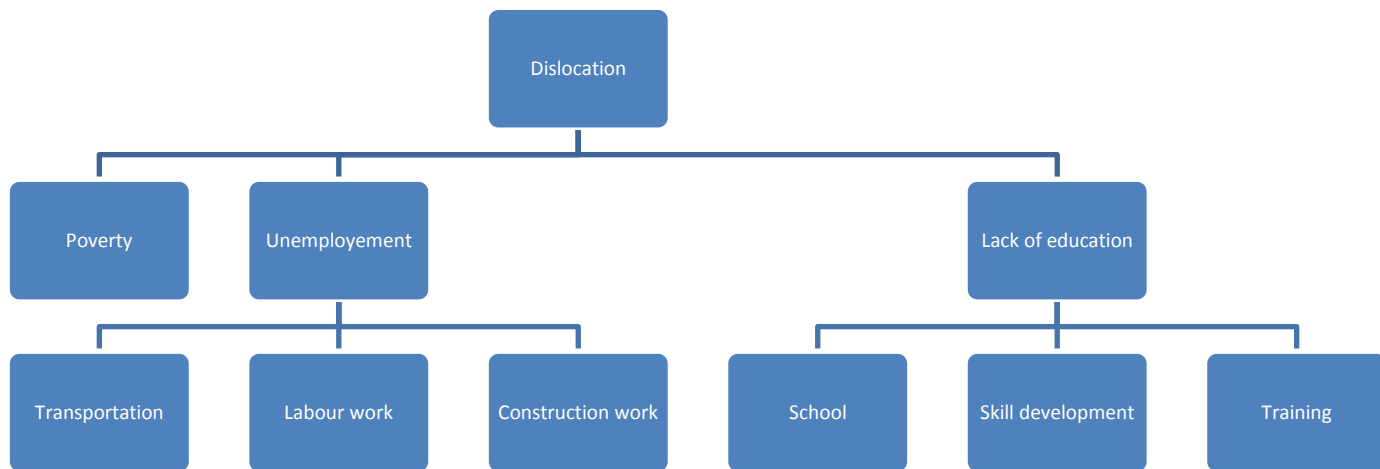 Dislocation
Poverty
Unemployement
Lack of education
Transportation
Labour work
Construction work
School
Skill development
Training